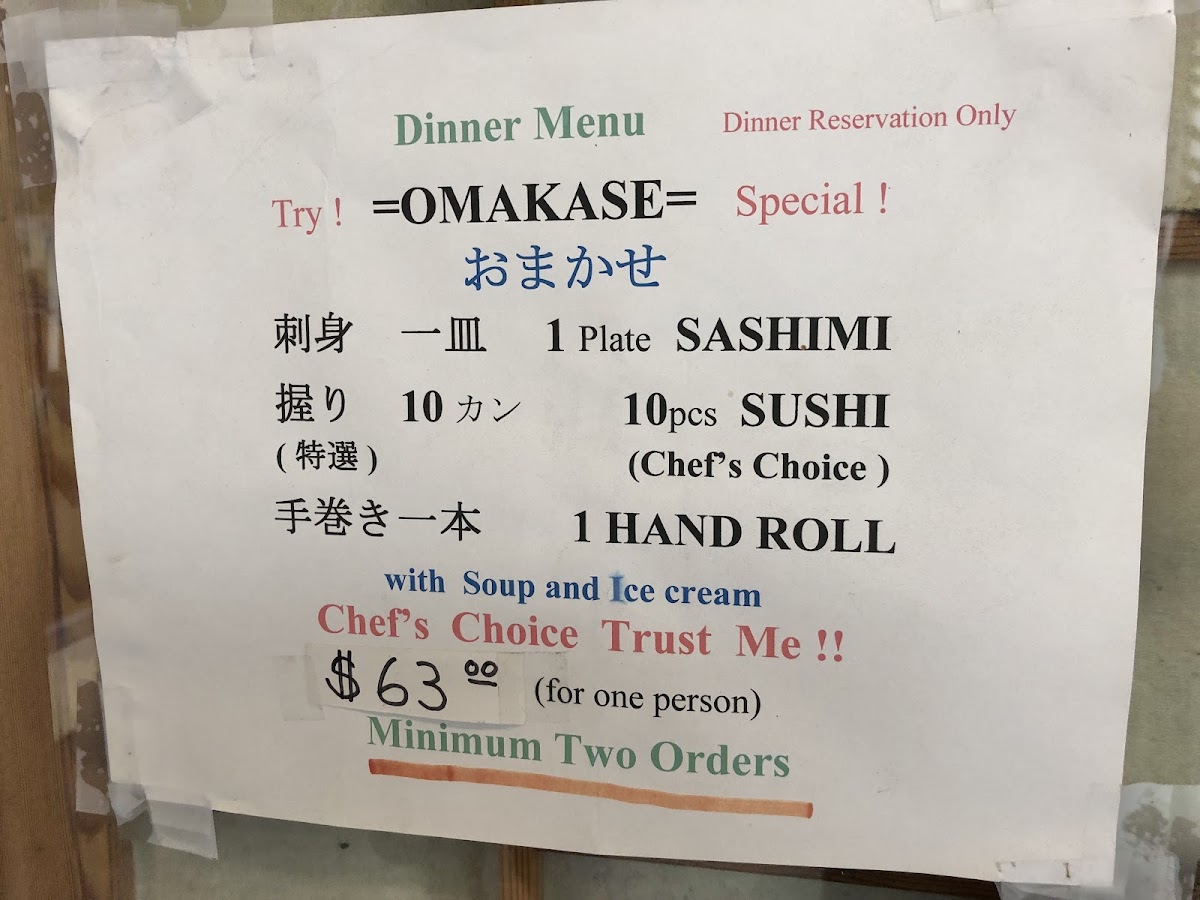 Dinner Menu Dinner Reservation Only
Try ! =OMAKASE= Special !
おまかせ
刺身 一皿 1 Plate SASHIMI
握り 10 カン 10pcs SUSHI
( 特選 ) (Chef's Choice )
手巻き一本 1 HAND ROLL
with Soup and Ice cream
Chef's Choice Trust Me !!
$ 63.00 (for one person)
Minimum Two Orders